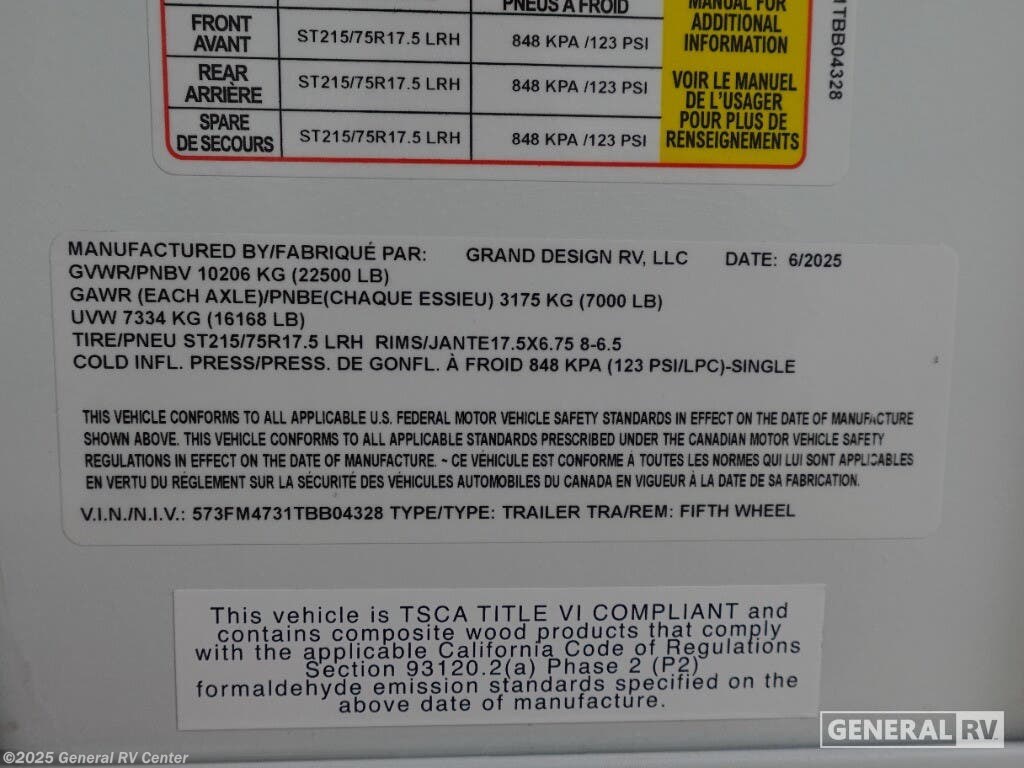 PNEUS À FROID
MANUAL FOR
ADDITIONAL
INFORMATION
FRONT
AVANT
ST215/75R17.5 LRH
848 KPA /123 PSI
REAR
ARRIÈRE
ST215/75R17.5 LRH
848 KPA /123 PSI
VOIR LE MANUEL
DE L'USAGER
POUR PLUS DE
RENSEIGNEMENTS
SPARE
DE SECOURS
ST215/75R17.5 LRH
848 KPA /123 PSI
1TBB04328
MANUFACTURED BY/FABRIQUÉ PAR: GRAND DESIGN RV, LLC DATE: 6/2025
GVWR/PNBV 10206 KG (22500 LB)
GAWR (EACH AXLE)/PNBE(CHAQUE ESSIEU) 3175 KG (7000 LB)
UVW 7334 KG (16168 LB)
TIRE/PNEU ST215/75R17.5 LRH RIMS/JANTE17.5X6.75 8-6.5
COLD INFL. PRESS/PRESS. DE GONFL. À FROID 848 KPA (123 PSI/LPC)-SINGLE
THIS VEHICLE CONFORMS TO ALL APPLICABLE U.S. FEDERAL MOTOR VEHICLE SAFETY STANDARDS IN EFFECT ON THE DATE OF MANUFACTURE
SHOWN ABOVE. THIS VEHICLE CONFORMS TO ALL APPLICABLE STANDARDS PRESCRIBED UNDER THE CANADIAN MOTOR VEHICLE SAFETY
REGULATIONS IN EFFECT ON THE DATE OF MANUFACTURE. ~ CE VÉHICULE EST CONFORME À TOUTES LES NORMES QUI LUI SONT APPLICABLES
EN VERTU DU RÉGLEMENT SUR LA SÉCURITÉ DES VÉHICULES AUTOMOBILES DU CANADA EN VIGUEUR À LA DATE DE SA FABRICATION.
V.I.N./N.I.V.: 573FM4731TBB04328 TYPE/TYPE: TRAILER TRA/REM: FIFTH WHEEL
This vehicle is TSCA TITLE VI COMPLIANT and
contains composite wood products that comply
with the applicable California Code of Regulations
Section 93120.2(a) Phase 2 (P2)
formaldehyde emission standards specified on the
above date of manufacture.
GENERAL RV
©2025 General RV Center